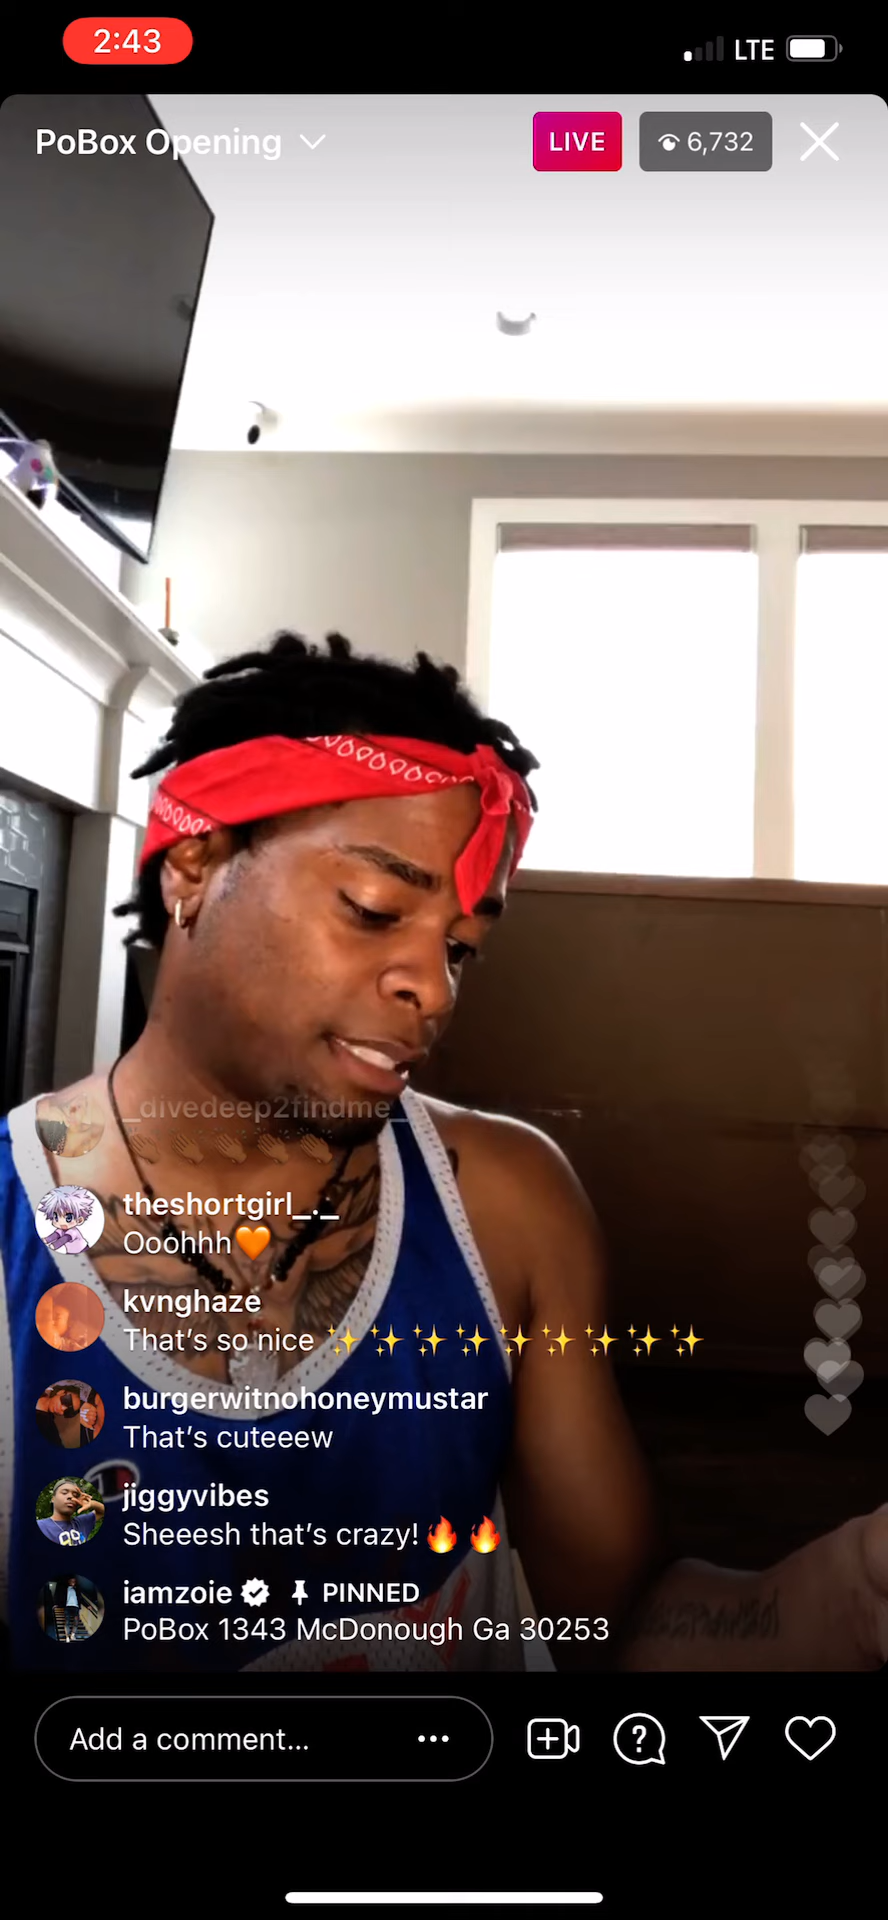 2:43
LTE
PoBox Opening
LIVE
6,732
_divedeep2findme_
👏👏👏👏👏
theshortgirl_._
Ooohhh🧡
kvnghaze
That's so nice ✨✨✨✨✨✨✨✨✨
burgerwitnohoneymustar
That's cuteeew
jiggyvibes
Sheeesh that's crazy!🔥🔥
iamzoie PINNED
PoBox 1343 McDonough Ga 30253
Add a comment...